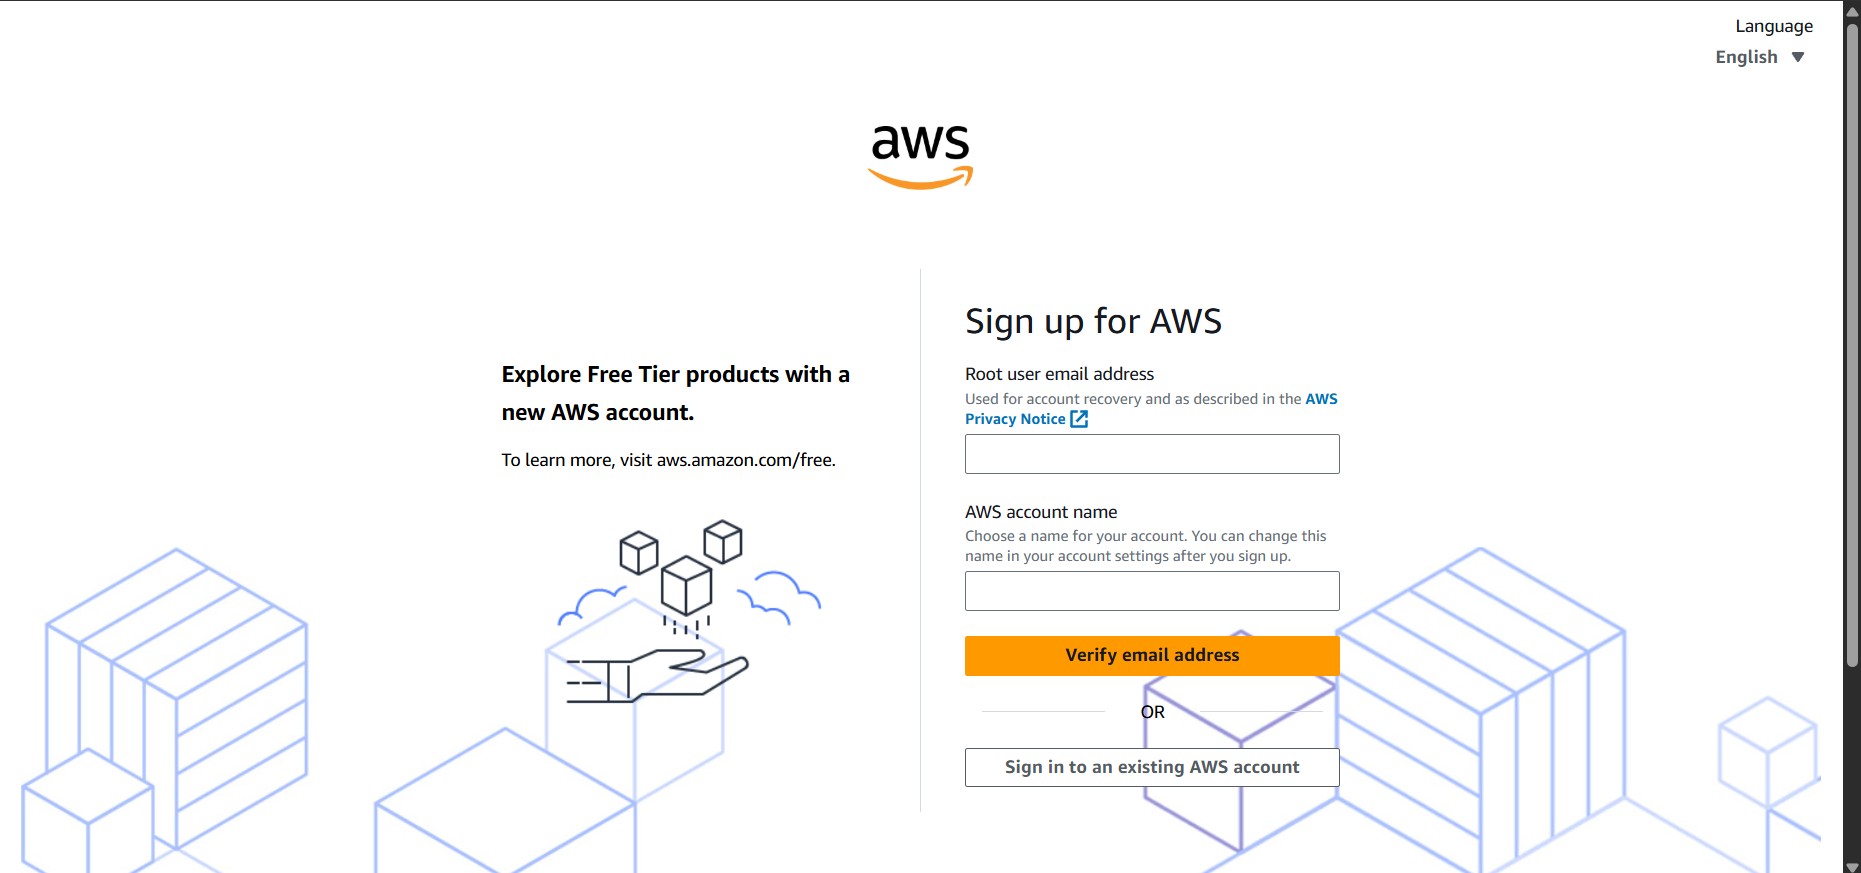 Language
English
aws
Explore Free Tier products with a
new AWS account.
To learn more, visit aws.amazon.com/free.
Sign up for AWS
Root user email address
Used for account recovery and as described in the AWS
Privacy Notice
AWS account name
Choose a name for your account. You can change this
name in your account settings after you sign up.
Verify email address
OR
Sign in to an existing AWS account